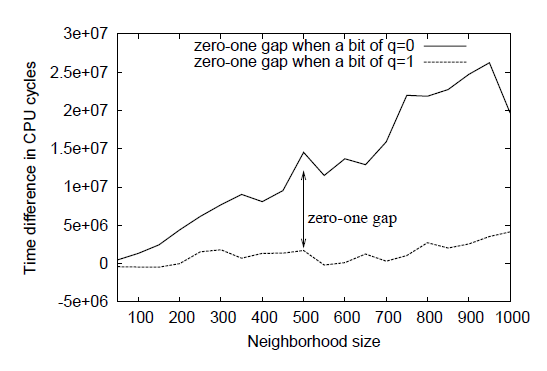 3e+07
2.5e+07
2e+07
1.5e+07
1e+07
5e+06
0
-5e+06
Time difference in CPU cycles
zero-one gap when a bit of q=0
zero-one gap when a bit of q=1
zero-one gap
100 200 300 400 500 600 700 800 900 1000
Neighborhood size